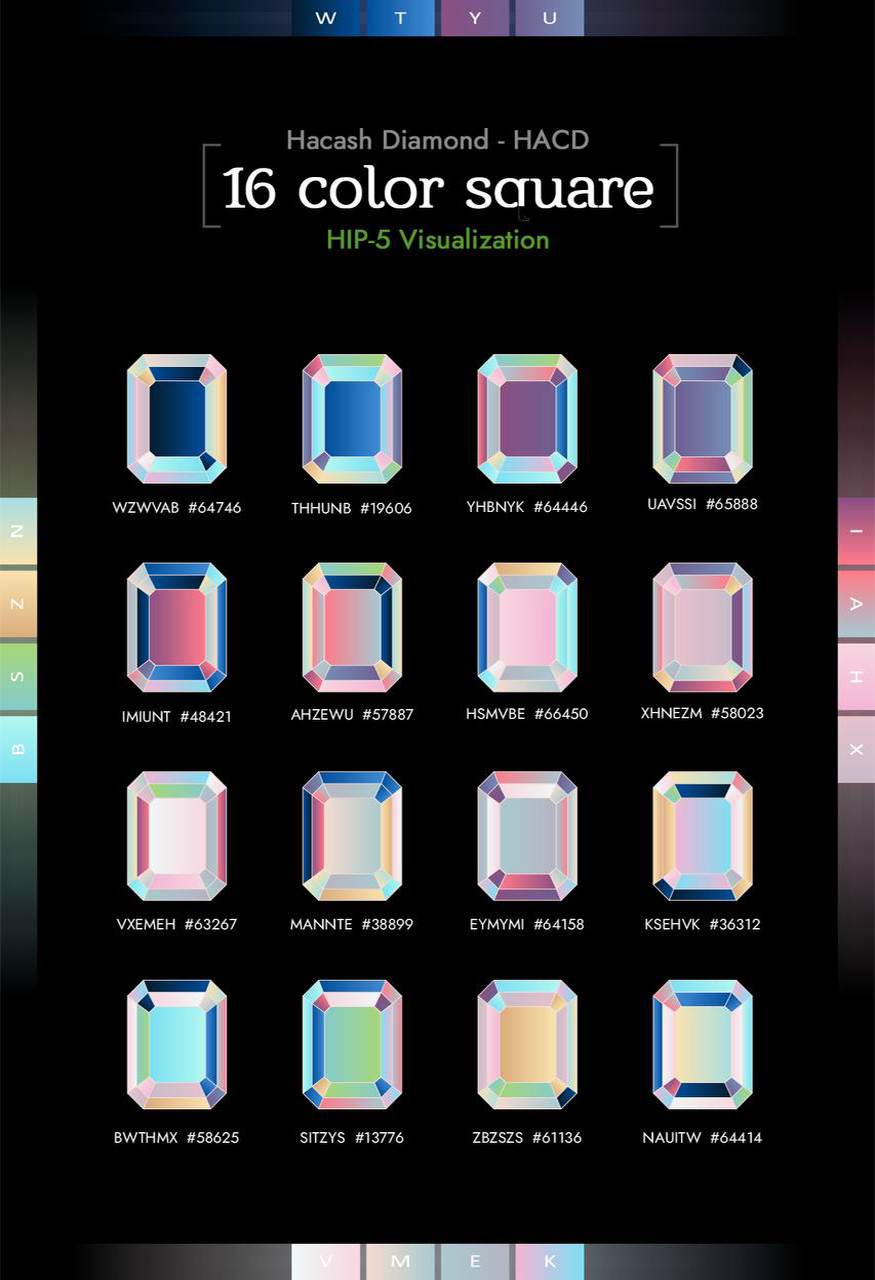 W T Y U
Hacash Diamond - HACD
16 color square
HIP-5 Visualization
WZWVAB #64746
THHUNB #19606
YHBNYK #64446
UAVSSI #65888
N
Z
S
B
I
A
H
X
IMIUNT #48421
AHZEWU #57887
HSMVBE #66450
XHNEZM #58023
VXEMEH #63267
MANNTE #38899
EYMYMI #64158
KSEHVK #36312
BWTHMX #58625
SITZYS #13776
ZBZSZS #61136
NAUITW #64414
V M E K